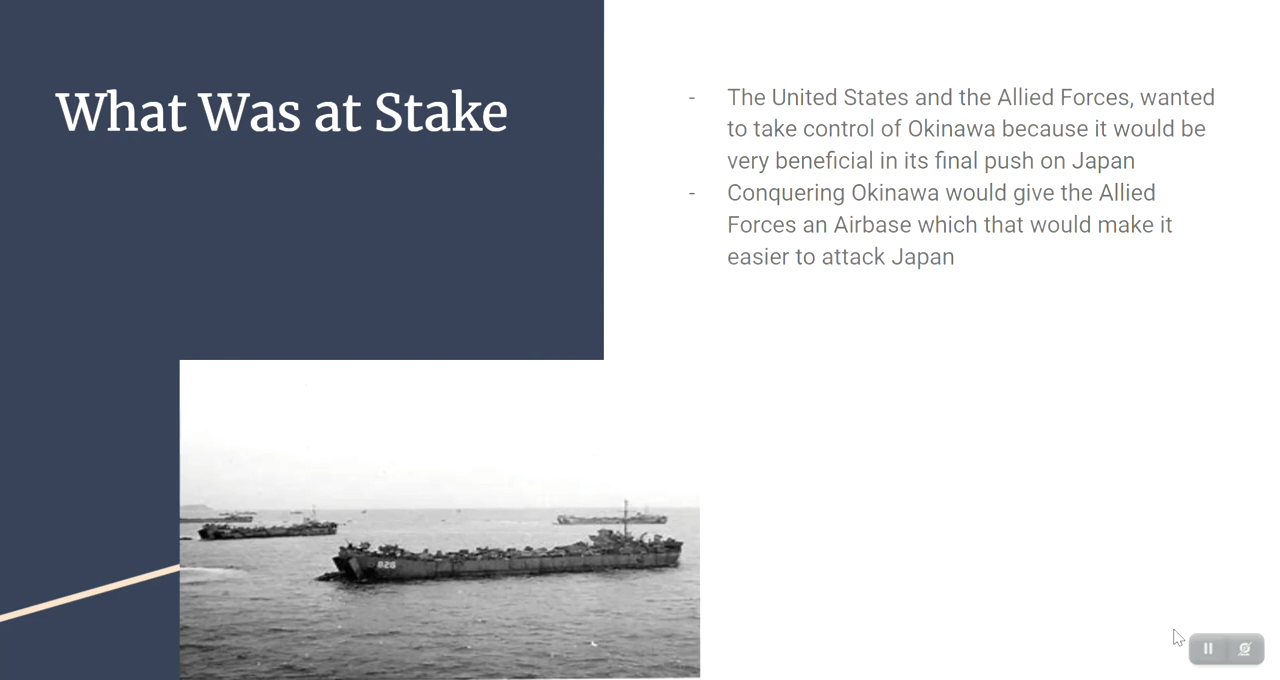 What Was at Stake
- The United States and the Allied Forces, wanted
to take control of Okinawa because it would be
very beneficial in its final push on Japan
- Conquering Okinawa would give the Allied
Forces an Airbase which that would make it
easier to attack Japan
826